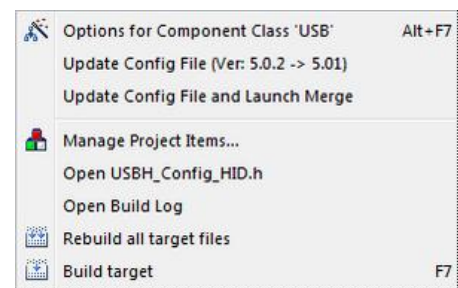 Options for Component Class 'USB' Alt+F7
Update Config File (Ver: 5.0.2 -> 5.01)
Update Config File and Launch Merge
Manage Project Items...
Open USBH_Config_HID.h
Open Build Log
Rebuild all target files
Build target F7